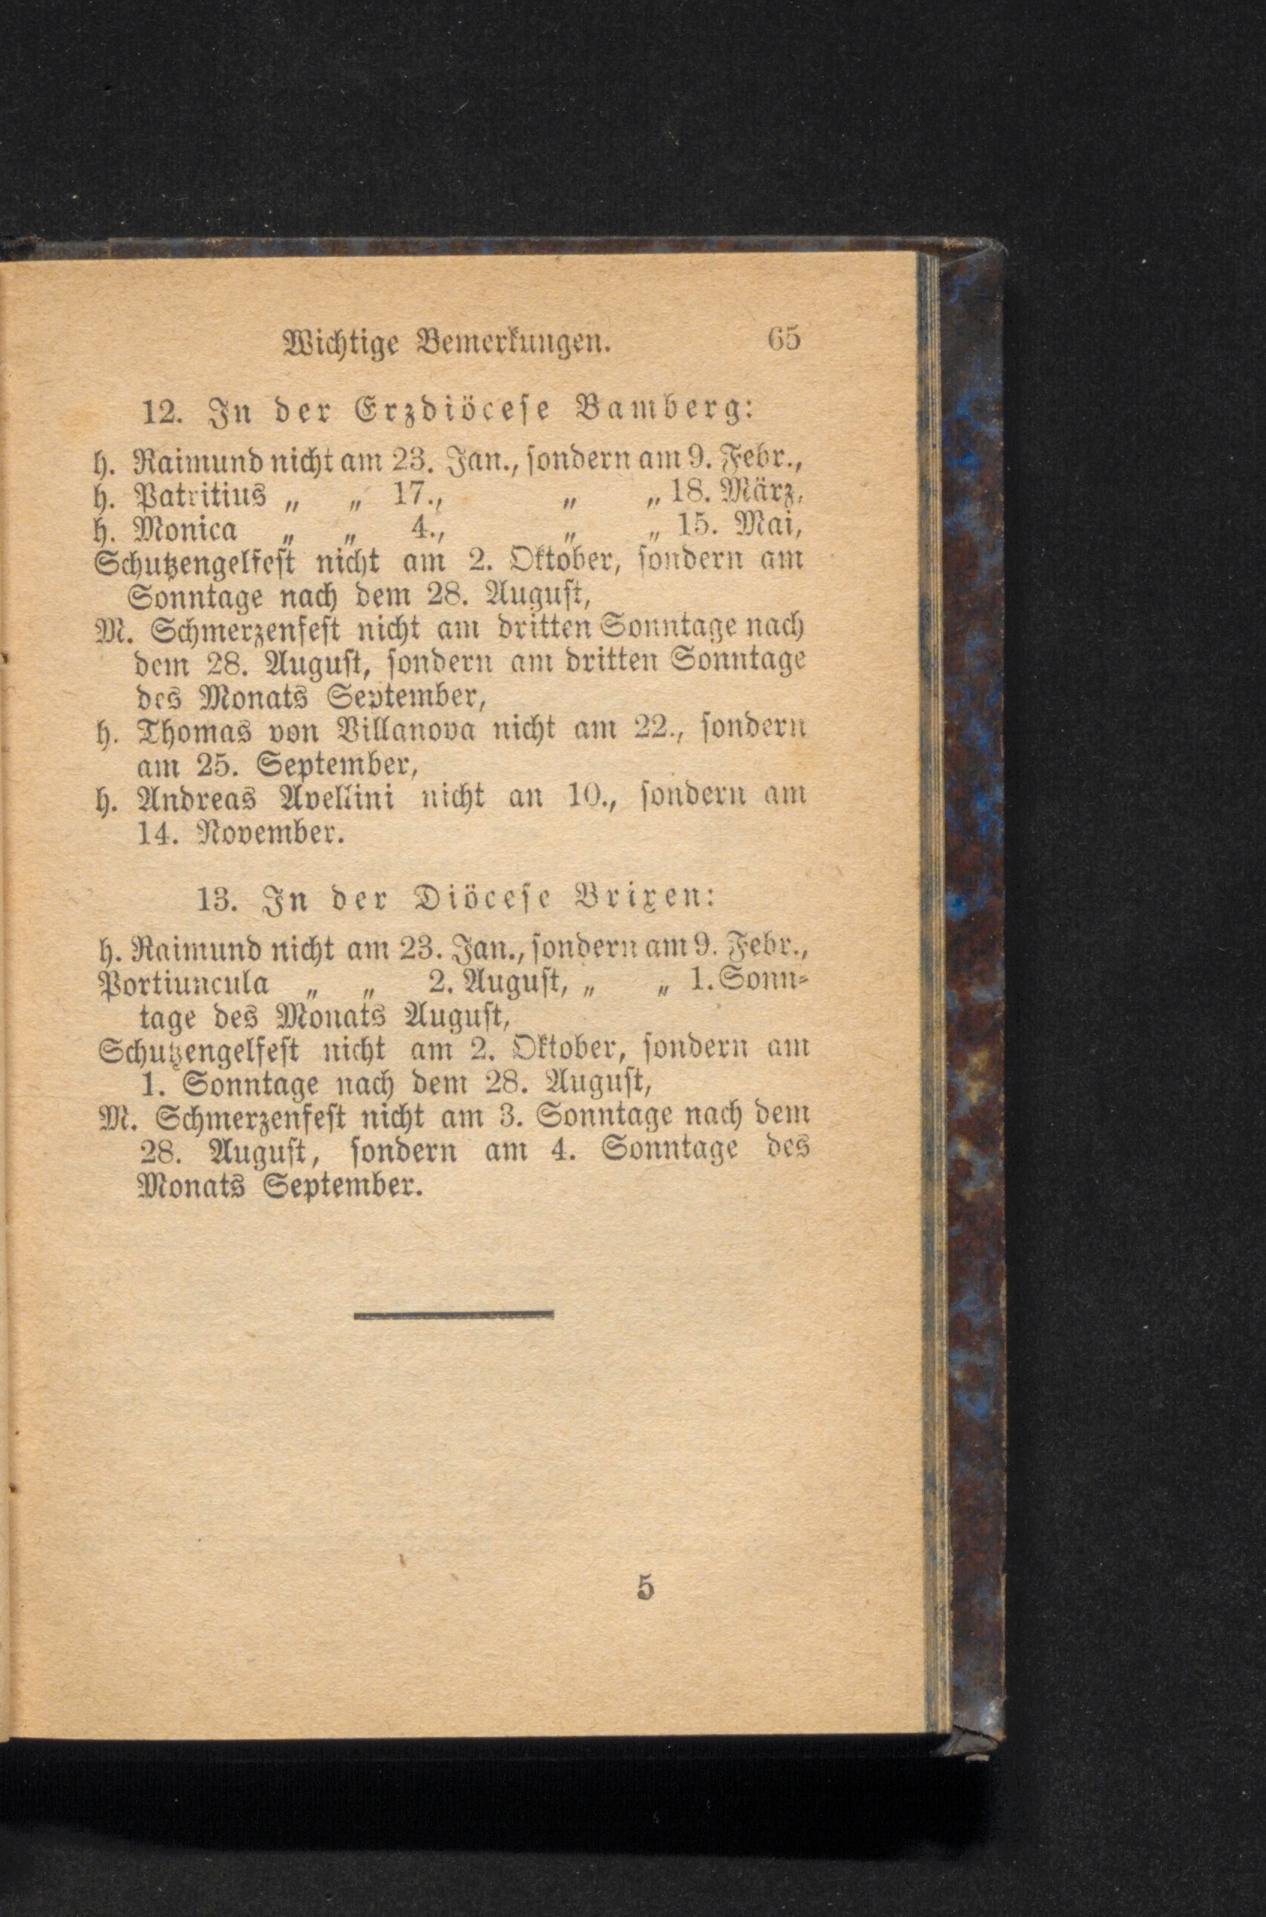 Wichtige Bemerkungen. 65
12. In der Erzdiöcese Bamberg:
h. Raimund nicht am 23. Jan., sondern am 9. Febr.,
h. Patritius „ „ 17., „ „ 18. März,
h. Monica „ „ 4., „ „ 15. Mai,
Schutzengelfest nicht am 2. Oktober, sondern am
Sonntage nach dem 28. August,
M. Schmerzenfest nicht am dritten Sonntage nach
dem 28. August, sondern am dritten Sonntage
des Monats September,
h. Thomas von Villanova nicht am 22., sondern
am 25. September,
h. Andreas Avellini nicht an 10., sondern am
14. November.
13. In der Diöcese Brixen:
h. Raimund nicht am 23. Jan., sondern am 9. Febr.,
Portiuncula „ „ 2. August, „ „ 1. Sonn-
tage des Monats August,
Schutzengelfest nicht am 2. Oktober, sondern am
1. Sonntage nach dem 28. August,
M. Schmerzenfest nicht am 3. Sonntage nach dem
28. August, sondern am 4. Sonntage des
Monats September.
5